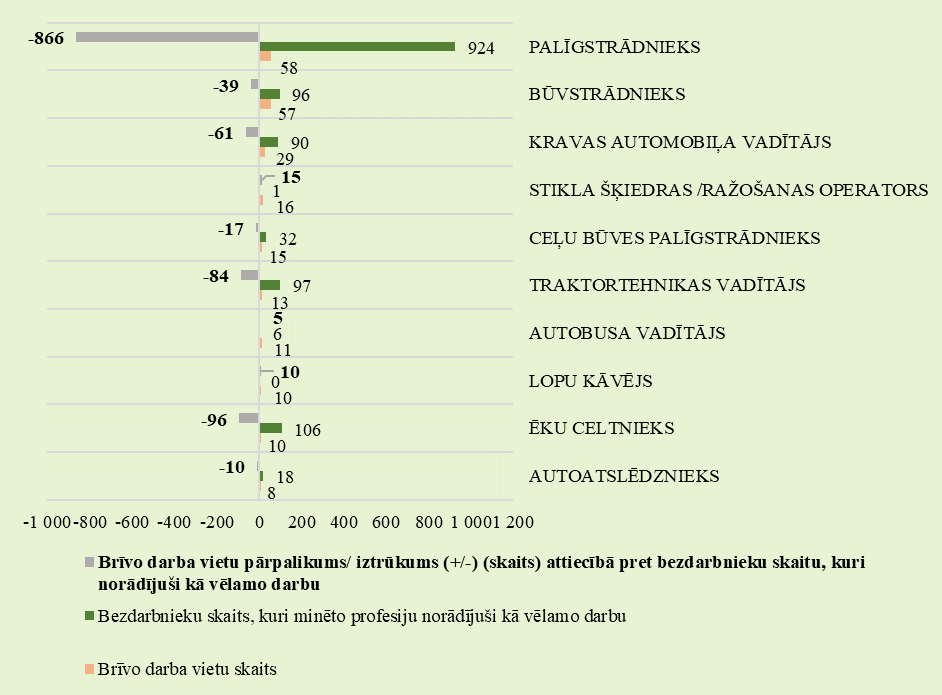 -866
924
58
PALĪGSTRĀDNIEKS
-39
96
57
BŪVSTRĀDNIEKS
-61
90
29
KRAVAS AUTOMOBIĻA VADĪTĀJS
15
1
16
STIKLA ŠĶIEDRAS /RAŽOŠANAS OPERATORS
-17
32
15
CEĻU BŪVES PALĪGSTRĀDNIEKS
-84
97
13
TRAKTORTEHNIKAS VADĪTĀJS
5
6
11
AUTOBUSA VADĪTĀJS
10
0
10
LOPU KĀVĒJS
-96
106
10
ĒKU CELTNIEKS
-10
18
8
AUTOATSLĒDZNIEKS
-1 000 -800 -600 -400 -200 0 200 400 600 800 1 000 1 200
Brīvo darba vietu pārpalikums/ iztrūkums (+/-) (skaits) attiecībā pret bezdarbnieku skaitu, kuri
norādījuši kā vēlamo darbu
Bezdarbnieku skaits, kuri minēto profesiju norādījuši kā vēlamo darbu
Brīvo darba vietu skaits